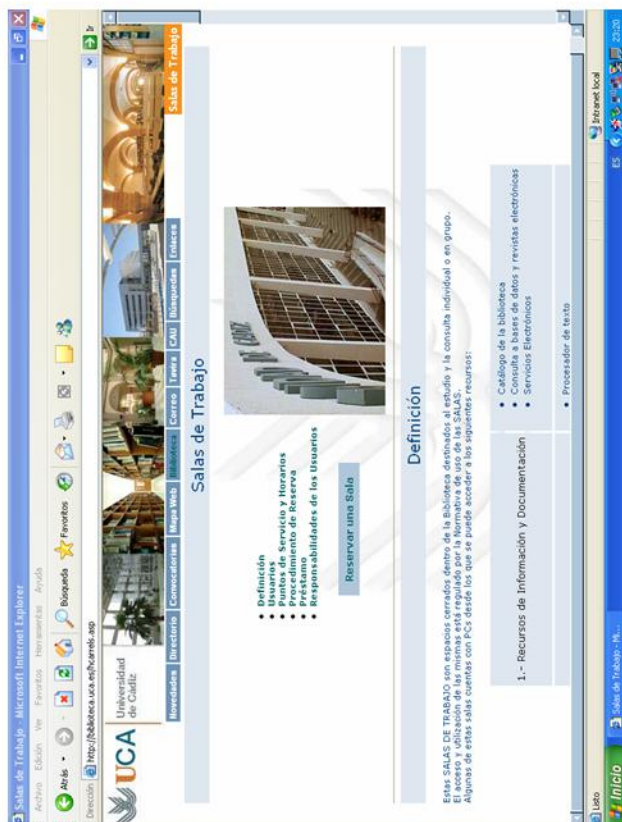 Salas de Trabajo - Microsoft Internet Explorer
Archivo Edición Ver Favoritos Herramientas Ayuda
Atrás Búsqueda Favoritos
Dirección http://biblioteca.uca.es/hcarrels.asp Ir
UCA Universidad
de Cádiz
Novedades Directorio Convocatorias Mapa Web Biblioteca Correo Tavira CAU Búsquedas Enlaces
Salas de Trabajo
Salas de Trabajo
• Definición
• Usuarios
• Puntos de Servicio y Horarios
• Procedimiento de Reserva
• Préstamo
• Responsabilidades de los Usuarios
Reservar una Sala
Definición
Estas SALAS DE TRABAJO son espacios cerrados dentro de la Biblioteca destinados al estudio y la consulta individual o en grupo.
El acceso y utilización de las mismas está regulado por la Normativa de uso de las SALAS.
Algunas de estas salas cuentan con PCs desde los que se puede acceder a los siguientes recursos:
1.- Recursos de Información y Documentación
• Catálogo de la biblioteca
• Consulta a bases de datos y revistas electrónicas
• Servicios Electrónicos
• Procesador de texto
Listo Intranet local
Inicio Salas de Trabajo - Mi... ES 23:20